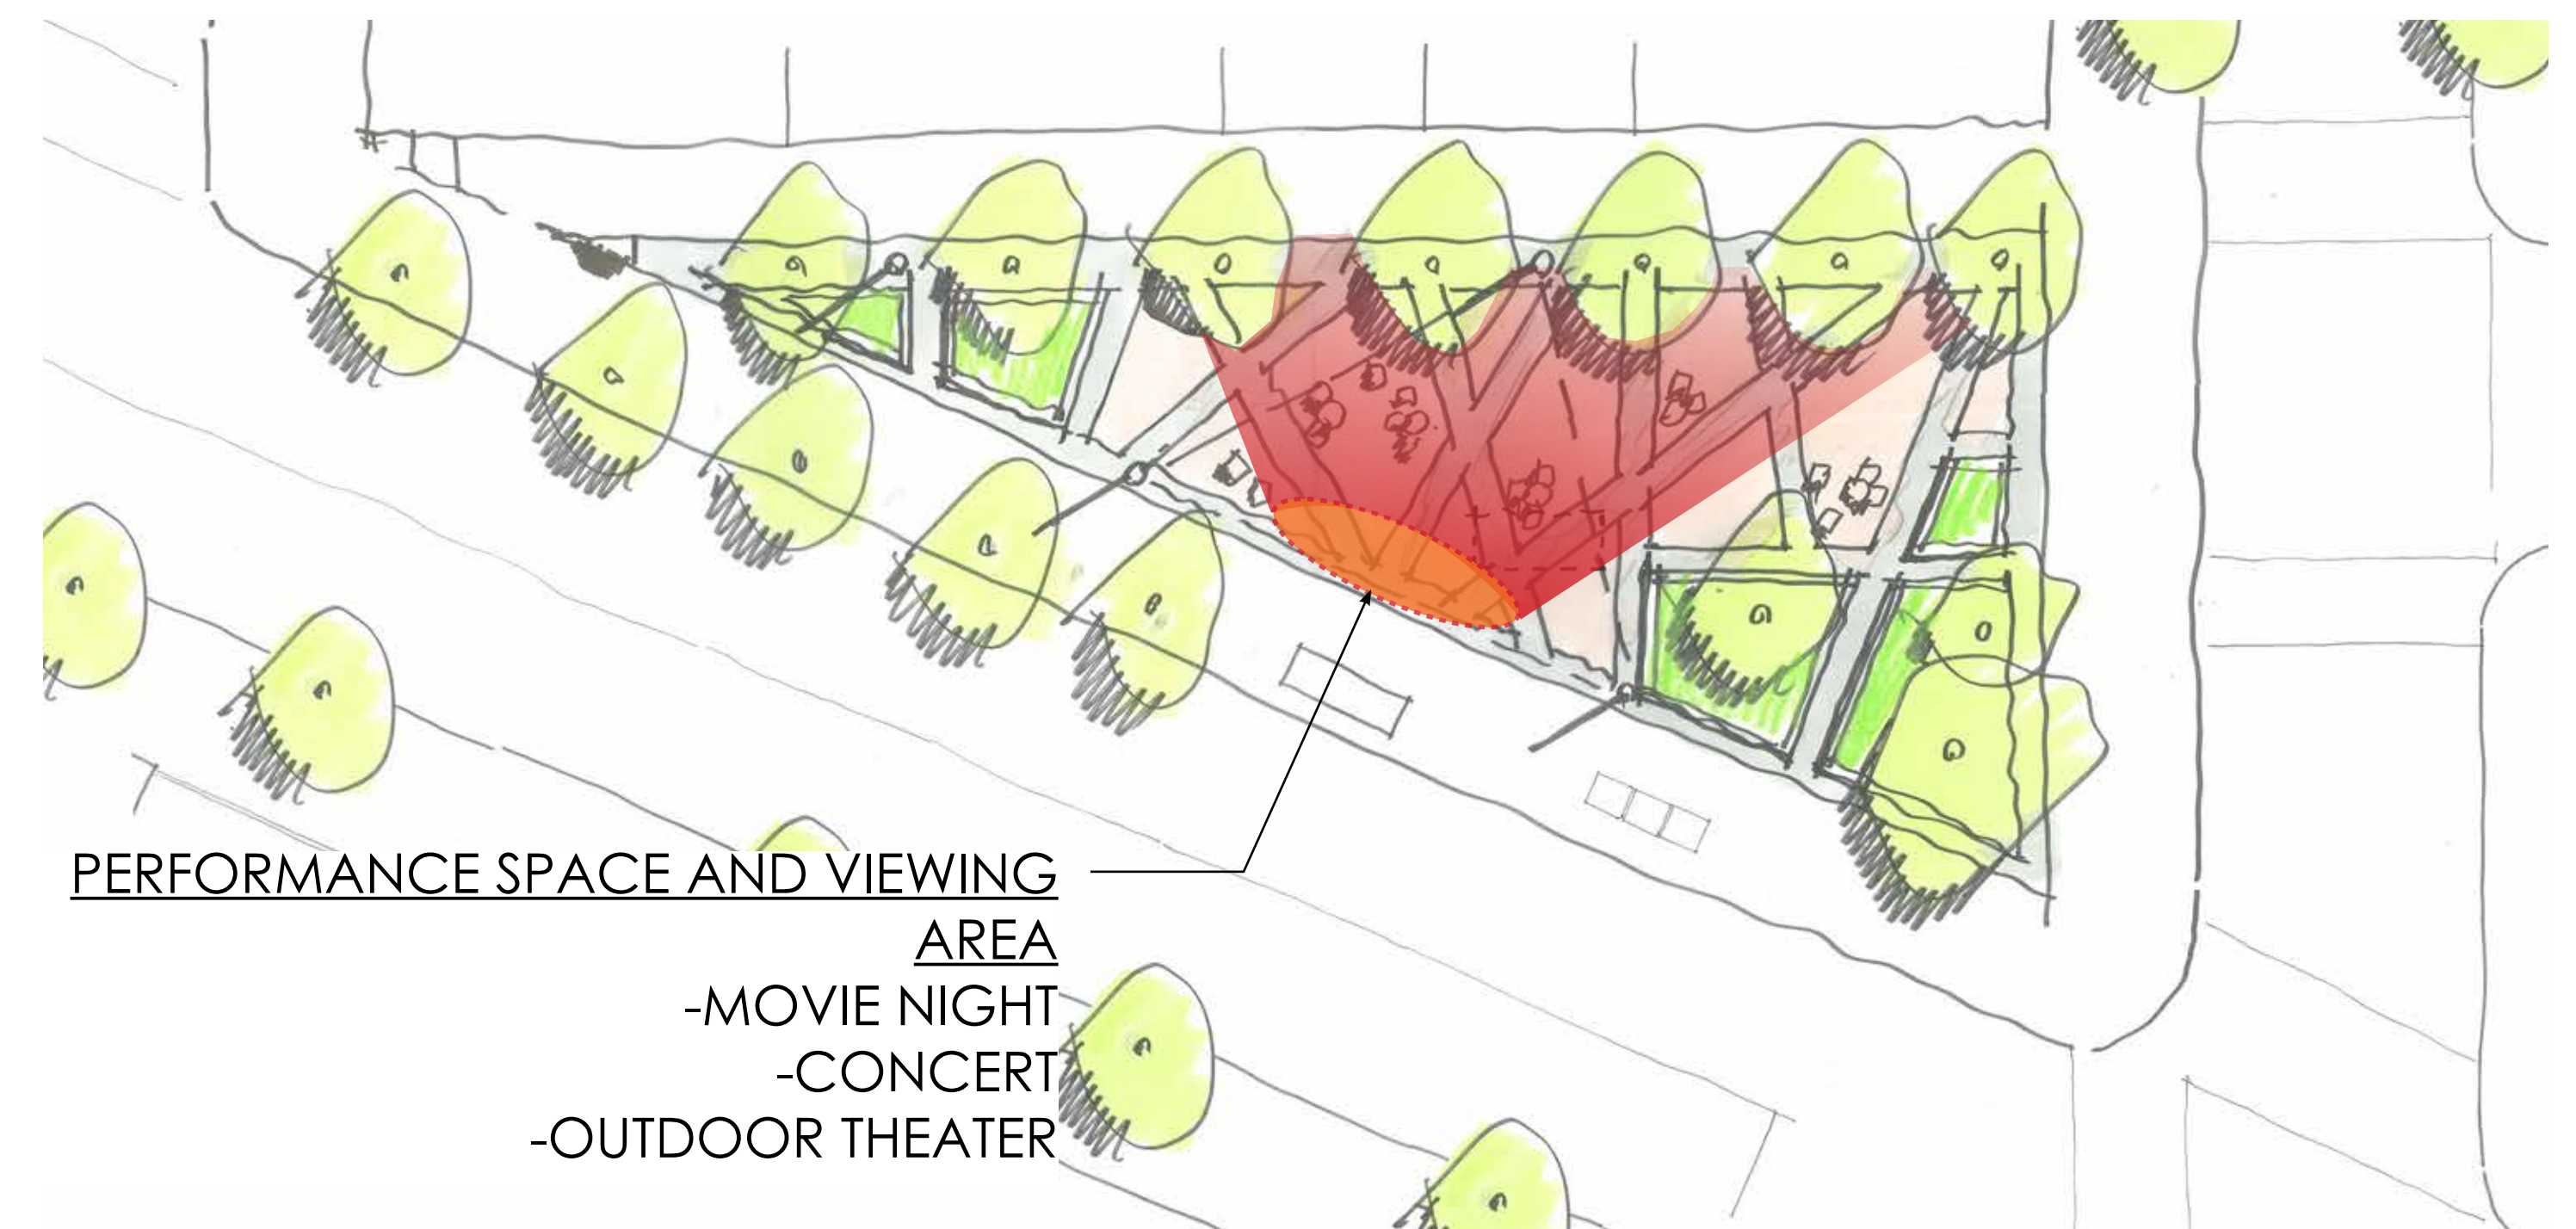 PERFORMANCE SPACE AND VIEWING
AREA
-MOVIE NIGHT
-CONCERT
-OUTDOOR THEATER